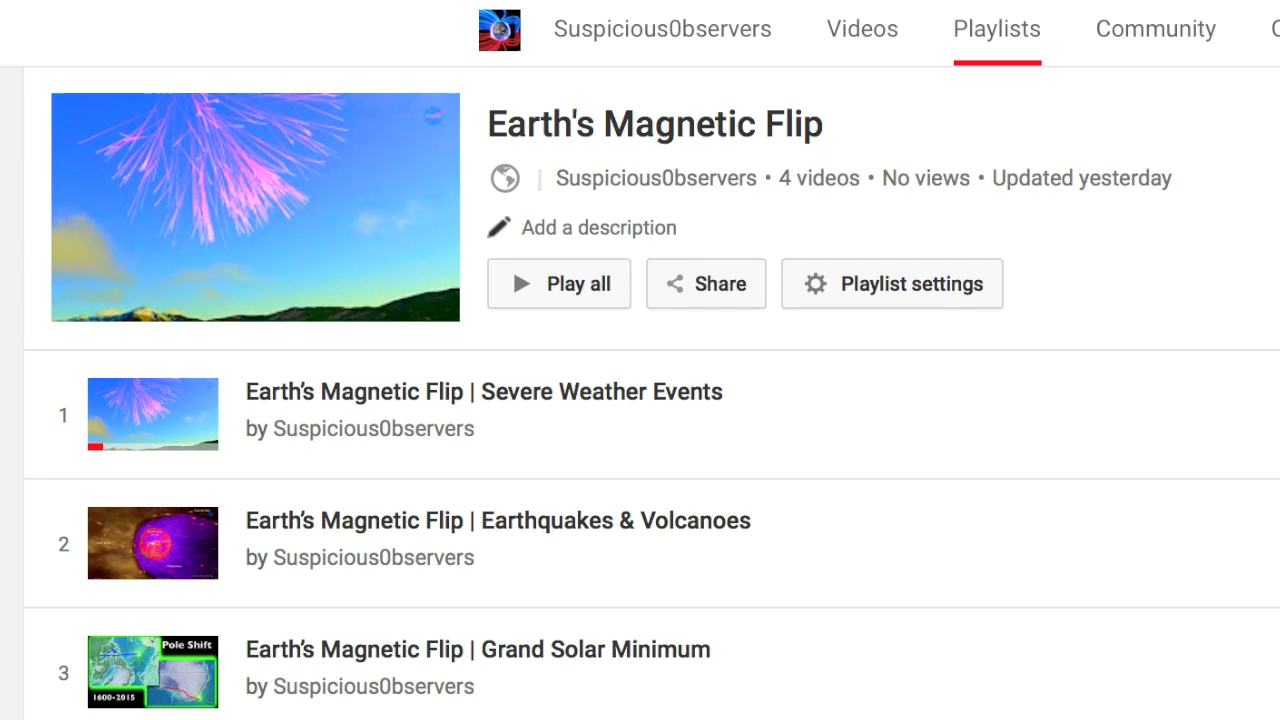 Suspicious0bservers Videos Playlists Community
Earth's Magnetic Flip
Suspicious0bservers • 4 videos • No views • Updated yesterday
Add a description
Play all Share Playlist settings
1
Earth’s Magnetic Flip | Severe Weather Events
by Suspicious0bservers
2
Earth’s Magnetic Flip | Earthquakes & Volcanoes
by Suspicious0bservers
3
Pole Shift
1600-2015
Earth’s Magnetic Flip | Grand Solar Minimum
by Suspicious0bservers